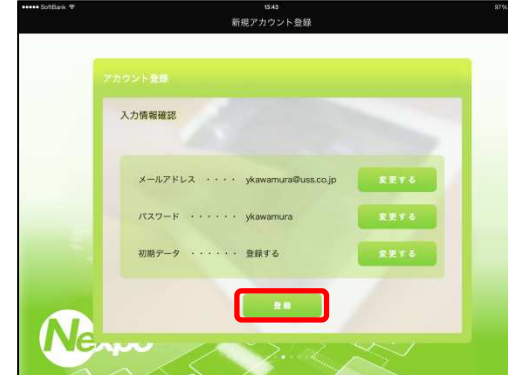 SoftBank 13:43 97%
新規アカウント登録
アカウント登録
入力情報確認
メールアドレス ・・・・ ykawamura@uss.co.jp 変更する
パスワード ・・・・・・ ykawamura 変更する
初期データ ・・・・・・ 登録する 変更する
登録
Nexpo